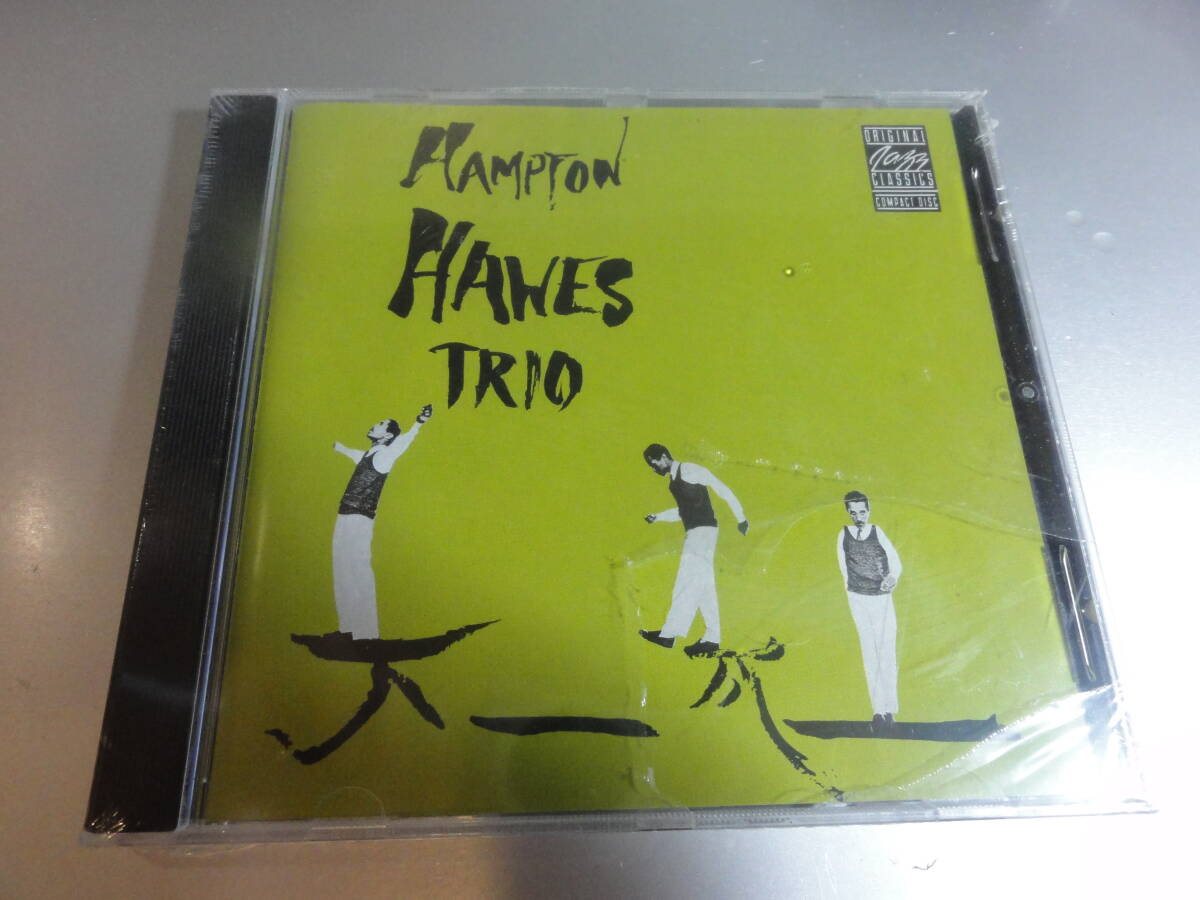 HAMPTON
HAWES
TRIO
ORIGINAL
Jazz
CLASSICS
COMPACT DISC